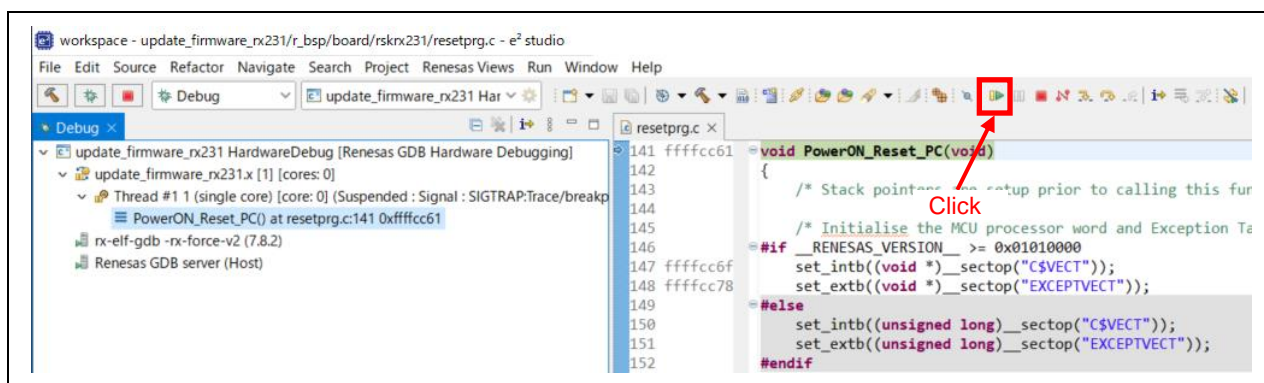 workspace - update_firmware_rx231/r_bsp/board/rskrx231/resetprg.c - e² studio
File Edit Source Refactor Navigate Search Project Renesas Views Run Window Help
Debug update_firmware_rx231 Har
Debug × resetprg.c ×
update_firmware_rx231 HardwareDebug [Renesas GDB Hardware Debugging]
update_firmware_rx231.x [1] [cores: 0]
Thread #1 1 (single core) [core: 0] (Suspended : Signal : SIGTRAP:Trace/breakp
PowerON_Reset_PC() at resetprg.c:141 0xffffcc61
rx-elf-gdb -rx-force-v2 (7.8.2)
Renesas GDB server (Host)
141 ffffcc61 void PowerON_Reset_PC(void)
142 {
143 /* Stack pointers are setup prior to calling this fun
Click
144
145 /* Initialise the MCU processor word and Exception Ta
146 #if __RENESAS_VERSION__ >= 0x01010000
147 ffffcc6f set_intb((void *)__sectop("C$VECT"));
148 ffffcc78 set_extb((void *)__sectop("EXCEPTVECT"));
149 #else
150 set_intb((unsigned long)__sectop("C$VECT"));
151 set_extb((unsigned long)__sectop("EXCEPTVECT"));
152 #endif